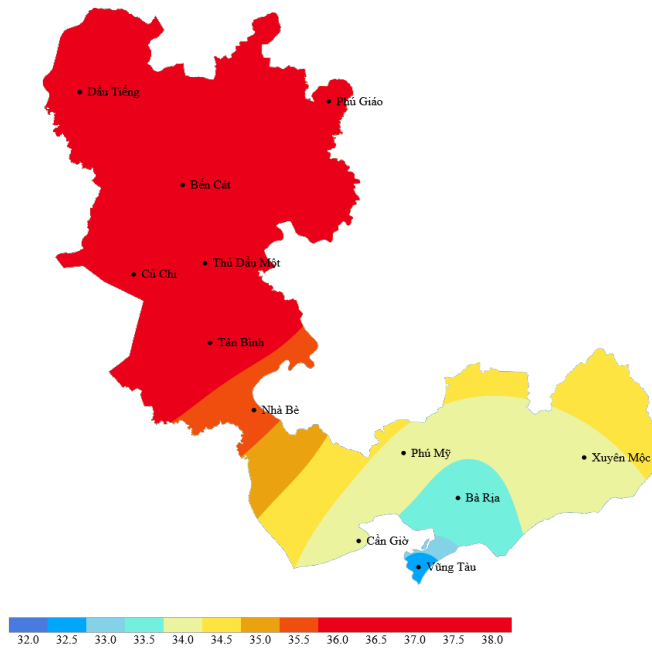 Dầu Tiếng
Phú Giáo
Bến Cát
Thủ Dầu Một
Củ Chi
Tân Bình
Nhà Bè
Phú Mỹ
Xuyên Mộc
Bà Rịa
Cần Giờ
Vũng Tàu
32.0 32.5 33.0 33.5 34.0 34.5 35.0 35.5 36.0 36.5 37.0 37.5 38.0